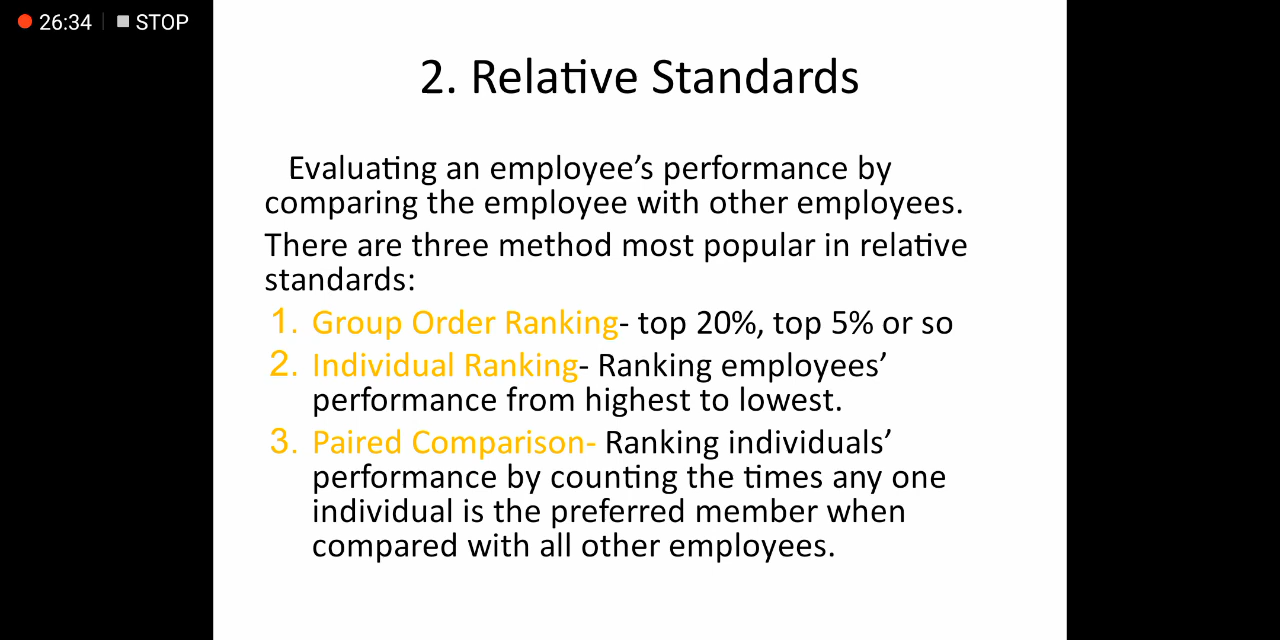 26:34 STOP
2. Relative Standards
Evaluating an employee’s performance by
comparing the employee with other employees.
There are three method most popular in relative
standards:
1. Group Order Ranking- top 20%, top 5% or so
2. Individual Ranking- Ranking employees’
performance from highest to lowest.
3. Paired Comparison- Ranking individuals’
performance by counting the times any one
individual is the preferred member when
compared with all other employees.